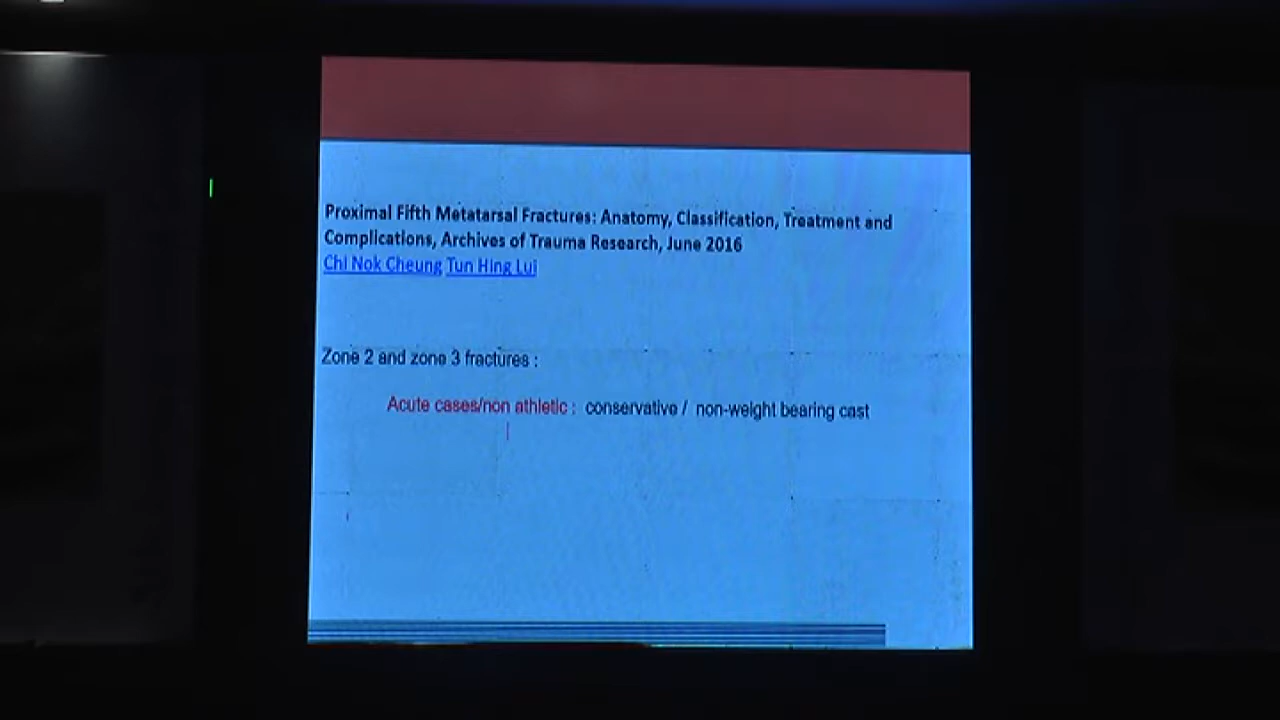 Proximal Fifth Metatarsal Fractures: Anatomy, Classification, Treatment and
Complications, Archives of Trauma Research, June 2016
Chi Nok Cheung Tun Hing Lui
Zone 2 and zone 3 fractures :
Acute cases/non athletic : conservative / non-weight bearing cast